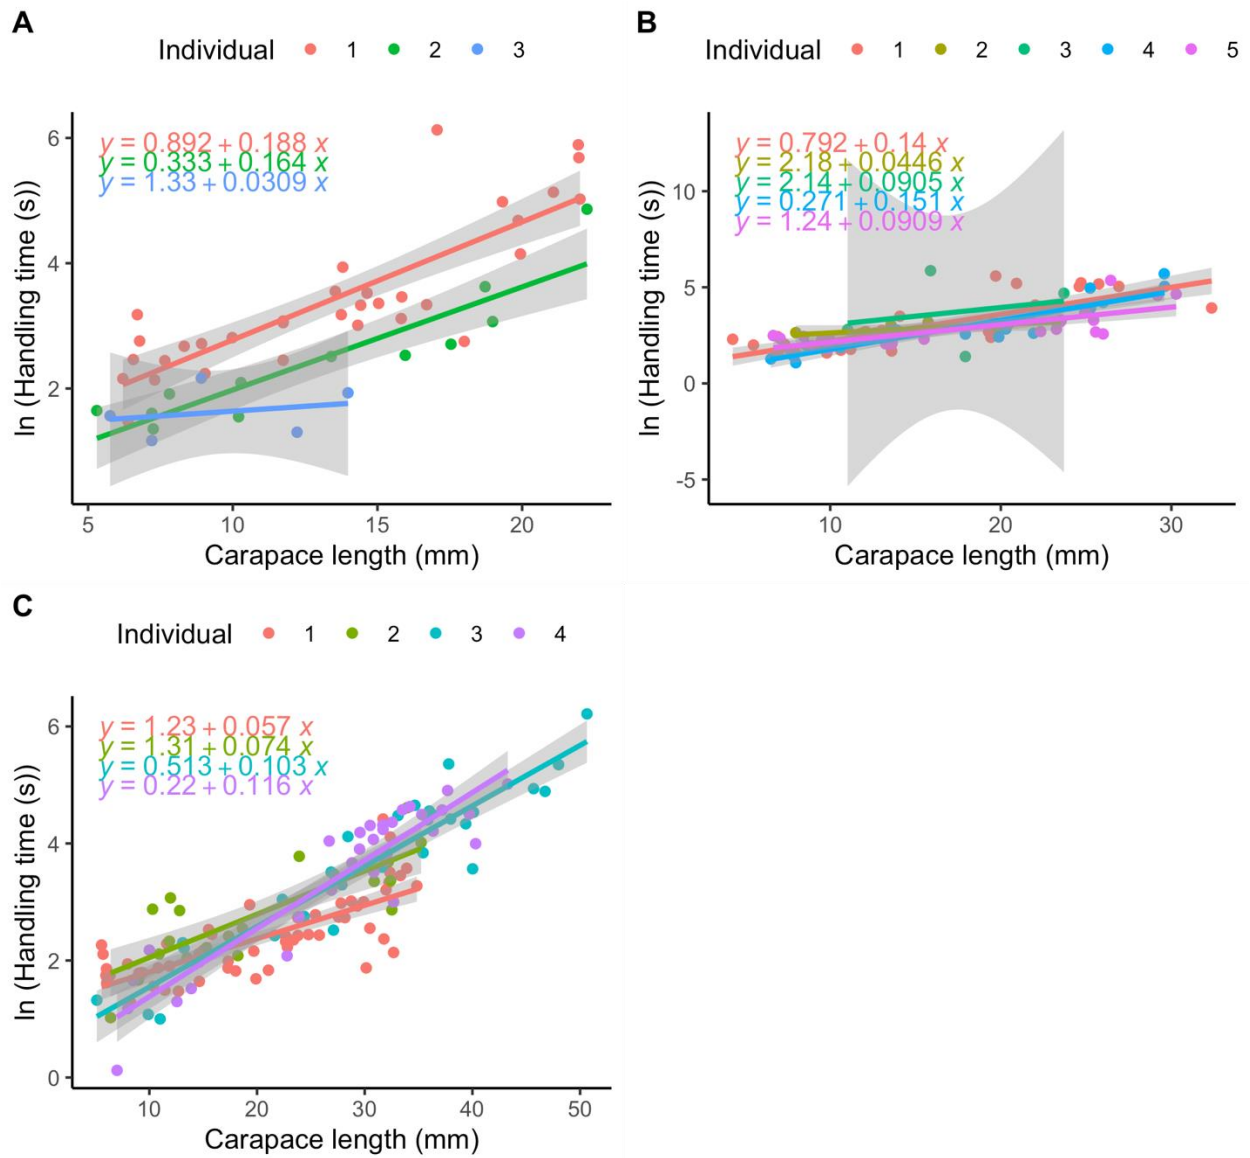 A
Individual 1 2 3
y = 0.892 + 0.188 x
y = 0.333 + 0.164 x
y = 1.33 + 0.0309 x
6
4
2
ln (Handling time (s))
5 10 15 20
Carapace length (mm)
B
Individual 1 2 3 4 5
y = 0.792 + 0.14 x
y = 2.18 + 0.0446 x
y = 2.14 + 0.0905 x
y = 0.271 + 0.151 x
y = 1.24 + 0.0909 x
10
5
0
-5
ln (Handling time (s))
10 20 30
Carapace length (mm)
C
Individual 1 2 3 4
y = 1.23 + 0.057 x
y = 1.31 + 0.074 x
y = 0.513 + 0.103 x
y = 0.22 + 0.116 x
6
4
2
0
ln (Handling time (s))
10 20 30 40 50
Carapace length (mm)